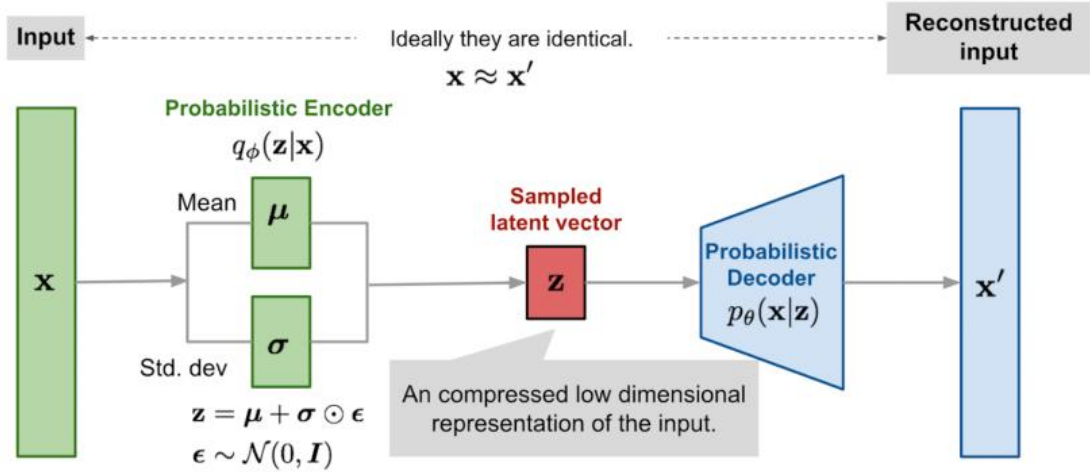 Input
Ideally they are identical.
x ≈ x′
Reconstructed
input
Probabilistic Encoder
qϕ(z|x)
Mean
μ
x
Std. dev
σ
z = μ + σ ⊙ ϵ
ϵ ∼ 𝒩(0, I)
Sampled
latent vector
z
An compressed low dimensional
representation of the input.
Probabilistic
Decoder
pθ(x|z)
x′